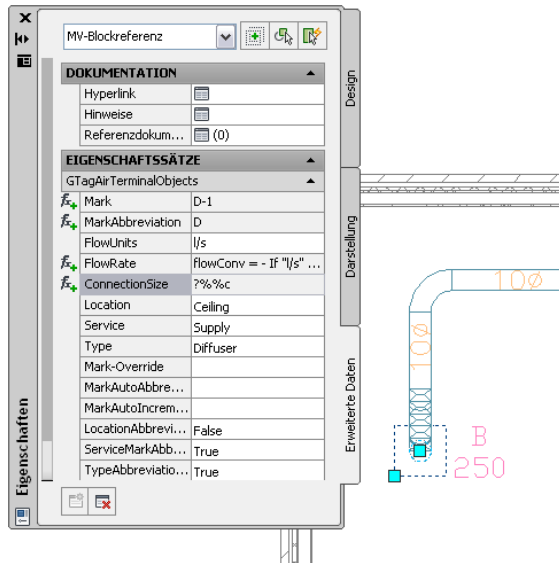 MV-Blockreferenz
DOKUMENTATION
Hyperlink
Hinweise
Referenzdokum... (0)
EIGENSCHAFTSSÄTZE
GTagAirTerminalObjects
Mark D-1
MarkAbbreviation D
FlowUnits l/s
FlowRate flowConv = - If "l/s" ...
ConnectionSize ?%%c
Location Ceiling
Service Supply
Type Diffuser
Mark-Override
MarkAutoAbbre...
MarkAutoIncrem...
LocationAbbrevi... False
ServiceMarkAbb... True
TypeAbbreviatio... True
Eigenschaften
Design
Darstellung
Erweiterte Daten
10ø
10ø
B
250